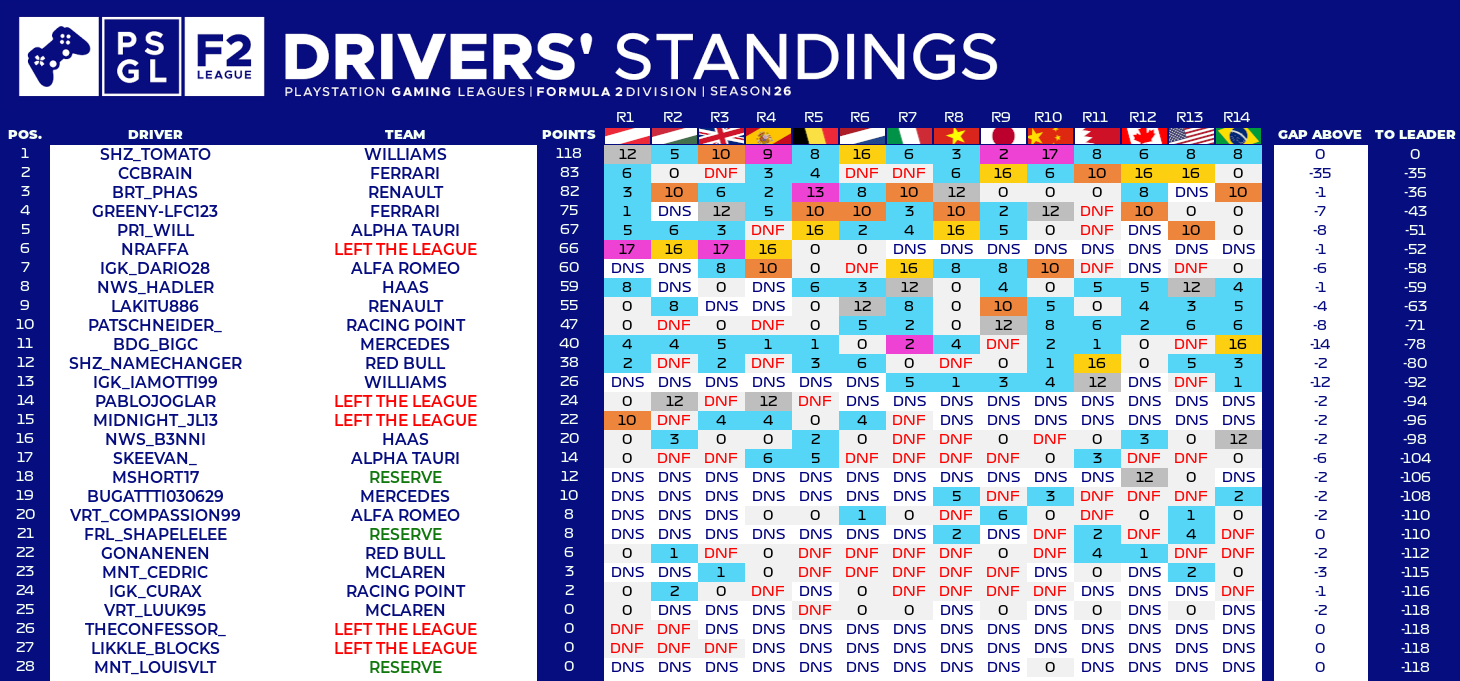 PS
GL
F2
LEAGUE
DRIVERS' STANDINGS
PLAYSTATION GAMING LEAGUES | FORMULA 2 DIVISION | SEASON 26
R1 R2 R3 R4 R5 R6 R7 R8 R9 R10 R11 R12 R13 R14
POS. DRIVER TEAM POINTS GAP ABOVE TO LEADER
1 SHZ_TOMATO WILLIAMS 118 12 5 10 9 8 16 6 3 2 17 8 6 8 8 0 0
2 CCBRAIN FERRARI 83 6 0 DNF 3 4 DNF DNF 6 16 6 10 16 16 0 -35 -35
3 BRT_PHAS RENAULT 82 3 10 6 2 13 8 10 12 0 0 0 8 DNS 10 -1 -36
4 GREENY-LFC123 FERRARI 75 1 DNS 12 5 10 10 3 10 2 12 DNF 10 0 0 -7 -43
5 PR1_WILL ALPHA TAURI 67 5 6 3 DNF 16 2 4 16 5 0 DNF DNS 10 0 -8 -51
6 NRAFFA LEFT THE LEAGUE 66 17 16 17 16 0 0 DNS DNS DNS DNS DNS DNS DNS DNS -1 -52
7 IGK_DARIO28 ALFA ROMEO 60 DNS DNS 8 10 0 DNF 16 8 8 10 DNF DNS DNF 0 -6 -58
8 NWS_HADLER HAAS 59 8 DNS 0 DNS 6 3 12 0 4 0 5 5 12 4 -1 -59
9 LAKITU886 RENAULT 55 0 8 DNS DNS 0 12 8 0 10 5 0 4 3 5 -4 -63
10 PATSCHNEIDER_ RACING POINT 47 0 DNF 0 DNF 0 5 2 0 12 8 6 2 6 6 -8 -71
11 BDG_BIGC MERCEDES 40 4 4 5 1 1 0 2 4 DNF 2 1 0 DNF 16 -14 -78
12 SHZ_NAMECHANGER RED BULL 38 2 DNF 2 DNF 3 6 0 DNF 0 1 16 0 5 3 -2 -80
13 IGK_IAMOTTI99 WILLIAMS 26 DNS DNS DNS DNS DNS DNS 5 1 3 4 12 DNS DNF 1 -12 -92
14 PABLOJOGLAR LEFT THE LEAGUE 24 0 12 DNF 12 DNF DNS DNS DNS DNS DNS DNS DNS DNS DNS -2 -94
15 MIDNIGHT_JL13 LEFT THE LEAGUE 22 10 DNF 4 4 0 4 DNF DNS DNS DNS DNS DNS DNS DNS -2 -96
16 NWS_B3NNI HAAS 20 0 3 0 0 2 0 DNF DNF 0 DNF 0 3 0 12 -2 -98
17 SKEEVAN_ ALPHA TAURI 14 0 DNF DNF 6 5 DNF DNF DNF DNF 0 3 DNF DNF 0 -6 -104
18 MSHORT17 RESERVE 12 DNS DNS DNS DNS DNS DNS DNS DNS DNS DNS DNS 12 0 DNS -2 -106
19 BUGATTTI030629 MERCEDES 10 DNS DNS DNS DNS DNS DNS DNS 5 DNF 3 DNF DNF DNF 2 -2 -108
20 VRT_COMPASSION99 ALFA ROMEO 8 DNS DNS DNS 0 0 1 0 DNF 6 0 DNF 0 1 0 -2 -110
21 FRL_SHAPELELEE RESERVE 8 DNS DNS DNS DNS DNS DNS DNS 2 DNS DNF 2 DNF 4 DNF 0 -110
22 GONANENEN RED BULL 6 0 1 DNF 0 DNF DNF DNF DNF 0 DNF 4 1 DNF DNF -2 -112
23 MNT_CEDRIC MCLAREN 3 DNS DNS 1 0 DNF DNF DNF DNF DNF DNS 0 DNS 2 0 -3 -115
24 IGK_CURAX RACING POINT 2 0 2 0 DNF DNS 0 DNF DNF DNF DNF DNS DNS DNS DNF -1 -116
25 VRT_LUUK95 MCLAREN 0 0 DNS DNS DNS DNF 0 0 DNS 0 DNS 0 DNS 0 DNS -2 -118
26 THECONFESSOR_ LEFT THE LEAGUE 0 DNF DNF DNS DNS DNS DNS DNS DNS DNS DNS DNS DNS DNS DNS 0 -118
27 LIKKLE_BLOCKS LEFT THE LEAGUE 0 DNF DNF DNF DNS DNS DNS DNS DNS DNS DNS DNS DNS DNS DNS 0 -118
28 MNT_LOUISVLT RESERVE 0 DNS DNS DNS DNS DNS DNS DNS DNS DNS 0 DNS DNS DNS DNS 0 -118